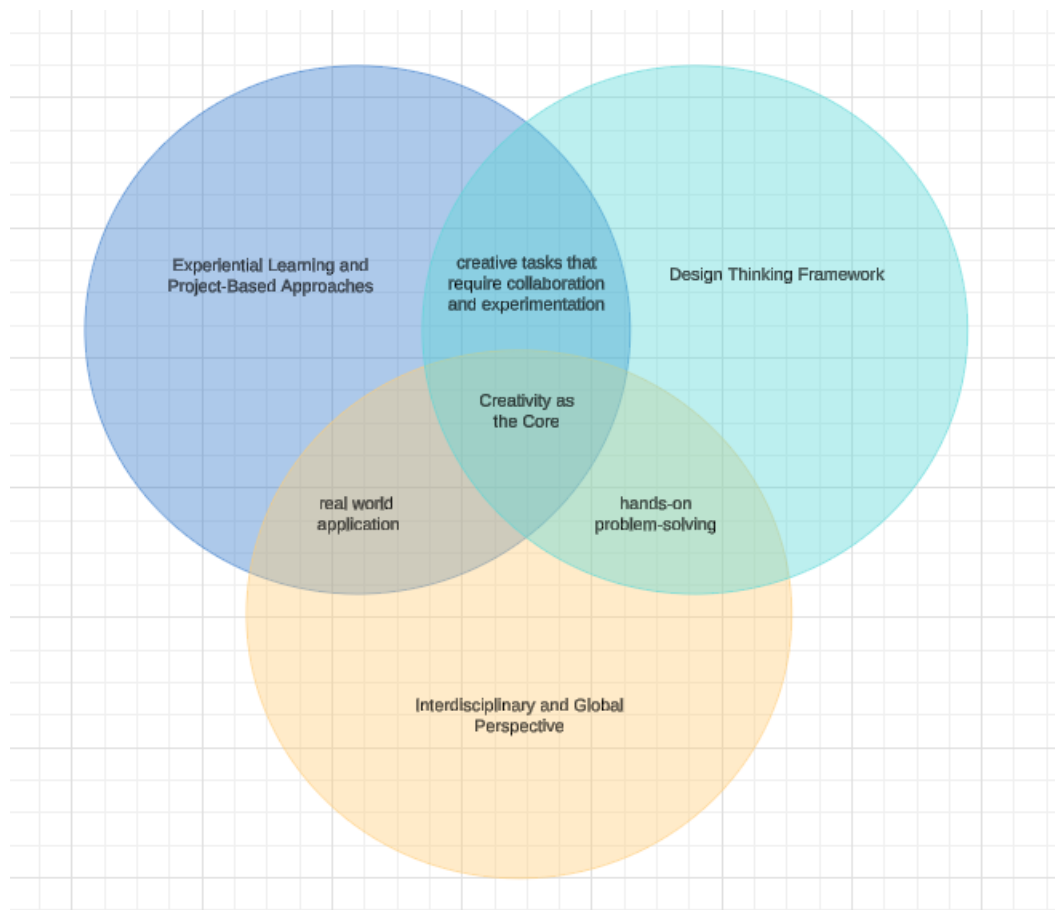 Experiential Learning and
Project-Based Approaches
creative tasks that
require collaboration
and experimentation
Design Thinking Framework
Creativity as
the Core
real world
application
hands-on
problem-solving
Interdisciplinary and Global
Perspective